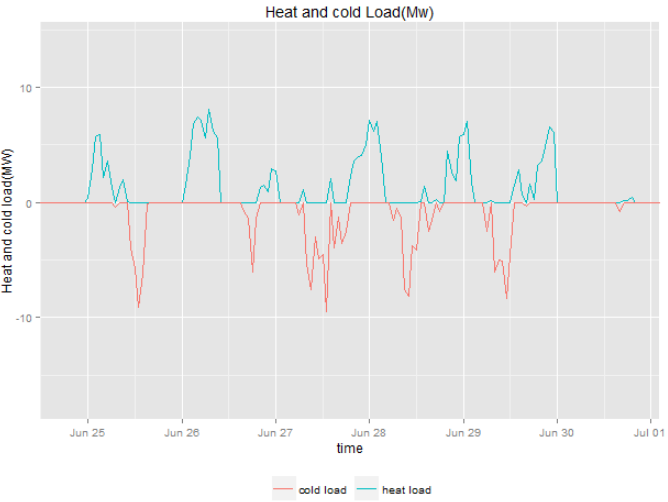 Heat and cold Load(Mw)
10
0
-10
Heat and cold load(MW)
Jun 25 Jun 26 Jun 27 Jun 28 Jun 29 Jun 30 Jul 01
time
cold load heat load